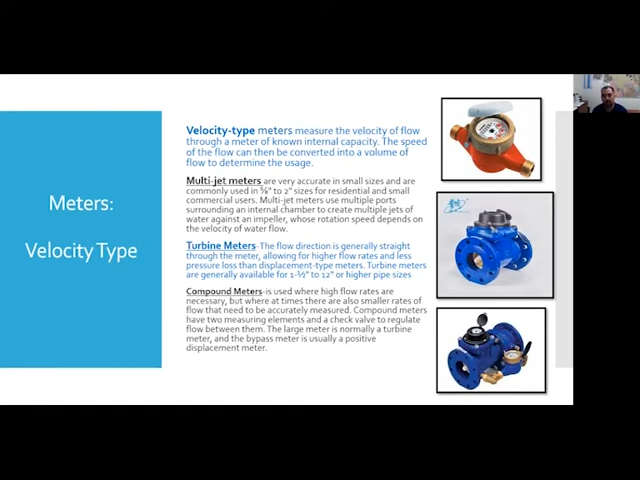 Meters:
Velocity Type
Velocity-type meters measure the velocity of flow
through a meter of known internal capacity. The speed
of the flow can then be converted into a volume of
flow to determine the usage.
Multi-jet meters are very accurate in small sizes and are
commonly used in ⅝" to 2" sizes for residential and small
commercial users. Multi-jet meters use multiple ports
surrounding an internal chamber to create multiple jets of
water against an impeller, whose rotation speed depends on
the velocity of water flow.
Turbine Meters-The flow direction is generally straight
through the meter, allowing for higher flow rates and less
pressure loss than displacement-type meters. Turbine meters
are generally available for 1-½" to 12" or higher pipe sizes
Compound Meters-is used where high flow rates are
necessary, but where at times there are also smaller rates of
flow that need to be accurately measured. Compound meters
have two measuring elements and a check valve to regulate
flow between them. The large meter is normally a turbine
meter, and the bypass meter is usually a positive
displacement meter.